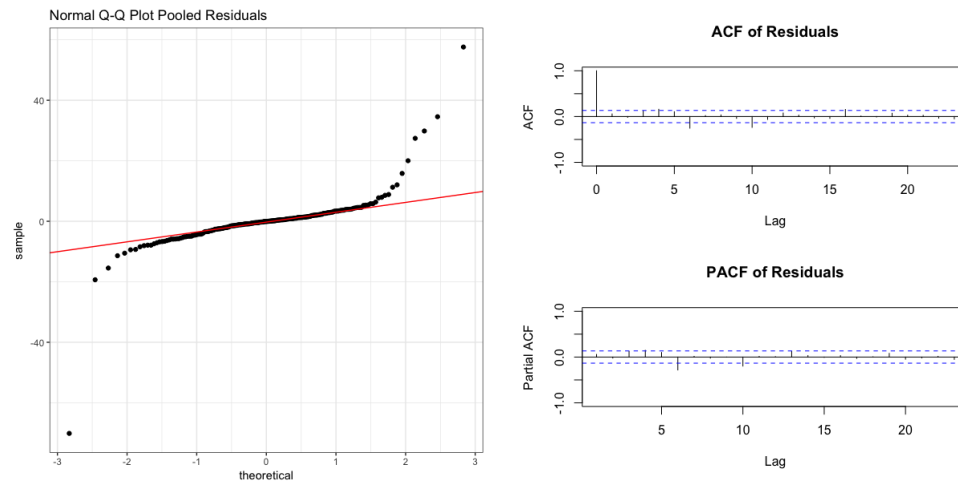 Normal Q-Q Plot Pooled Residuals
sample
40
0
-40
-3
-2
-1
0
1
2
3
theoretical
ACF of Residuals
ACF
1.0
0.0
-1.0
0
5
10
15
20
Lag
PACF of Residuals
Partial ACF
1.0
0.0
-1.0
5
10
15
20
Lag